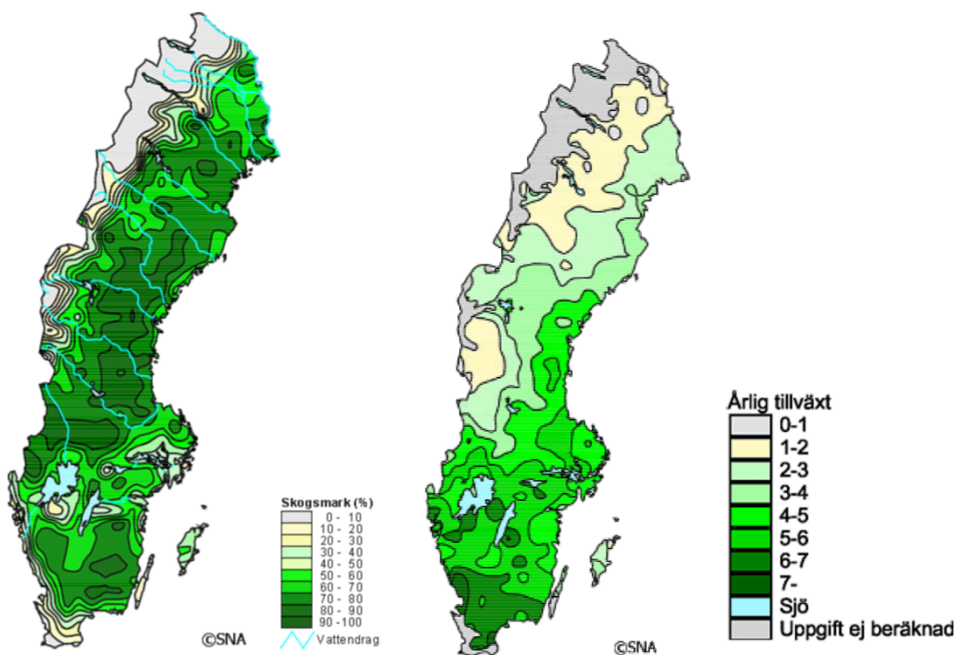 Skogsmark (%)
0 - 10
10 - 20
20 - 30
30 - 40
40 - 50
50 - 60
60 - 70
70 - 80
80 - 90
90 -100
Vattendrag
©SNA
Årlig tillväxt
0-1
1-2
2-3
3-4
4-5
5-6
6-7
7-
Sjö
Uppgift ej beräknad
©SNA